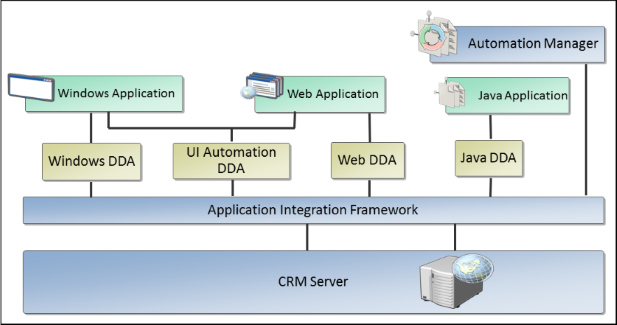 Automation Manager
Windows Application
Web Application
Java Application
Windows DDA
UI Automation
DDA
Web DDA
Java DDA
Application Integration Framework
CRM Server